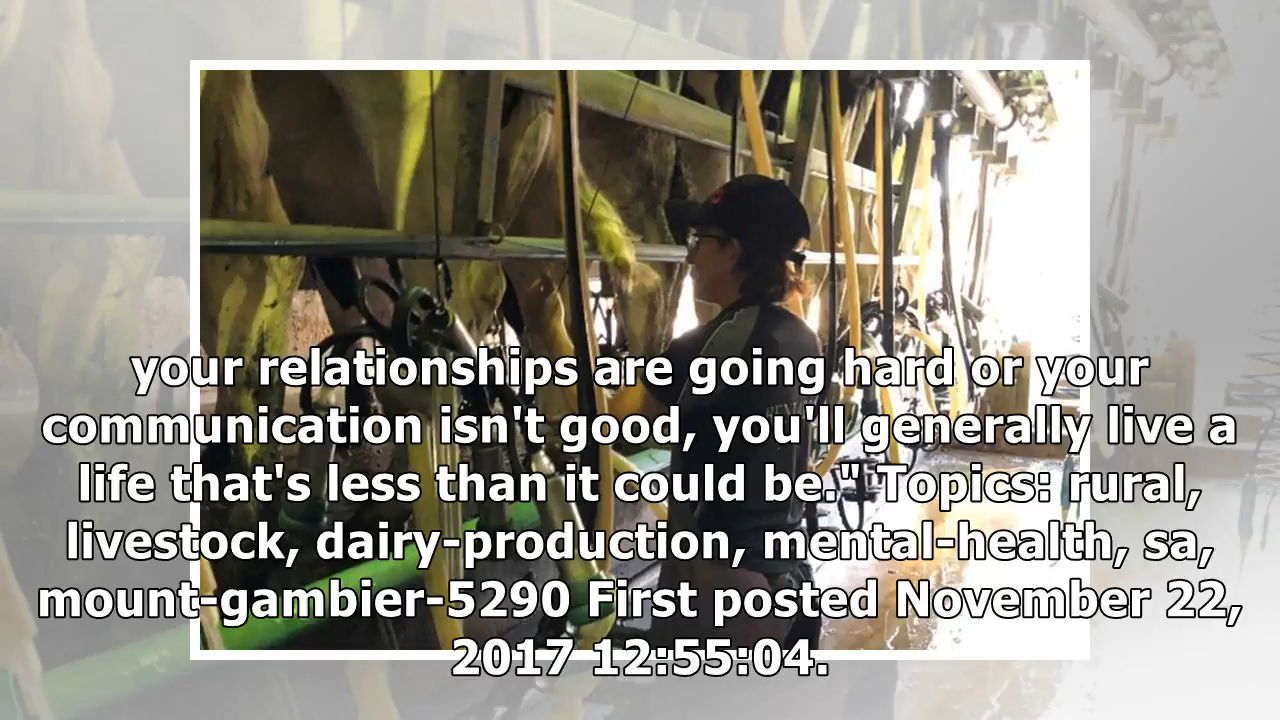 your relationships are going hard or your
communication isn't good, you'll generally live a
life that's less than it could be." Topics: rural,
livestock, dairy-production, mental-health, sa,
mount-gambier-5290 First posted November 22,
2017 12:55:04.